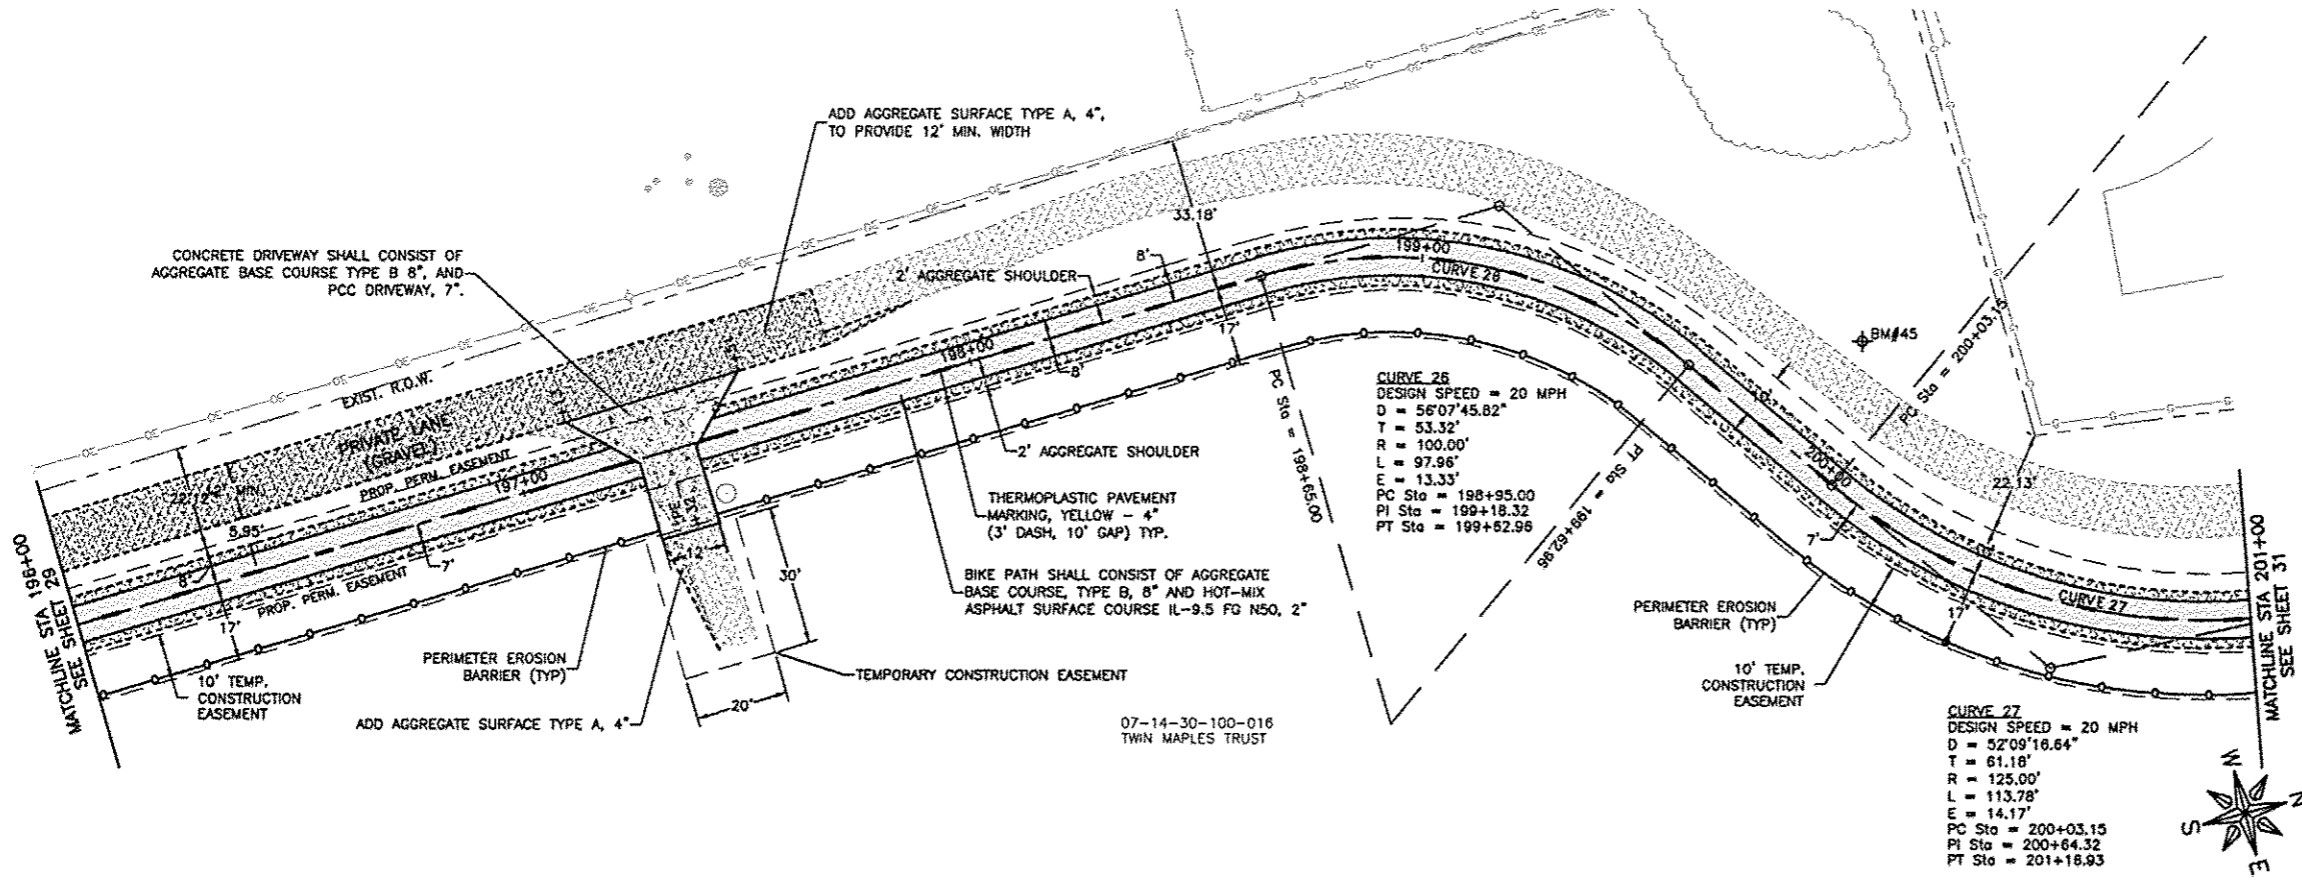 ADD AGGREGATE SURFACE TYPE A, 4",
TO PROVIDE 12' MIN. WIDTH
CONCRETE DRIVEWAY SHALL CONSIST OF
AGGREGATE BASE COURSE TYPE B 8", AND
PCC DRIVEWAY, 7".
EXIST. R.O.W.
PRIVATE LANE
(GRAVEL)
PROP. PERM. EASEMENT
197+00
5.95'
8'
7'
PROP. PERM. EASEMENT
17'
MATCHLINE STA 196+00
SEE SHEET 29
10' TEMP.
CONSTRUCTION
EASEMENT
PERIMETER EROSION
BARRIER (TYP)
ADD AGGREGATE SURFACE TYPE A, 4"
12'
30'
20'
TEMPORARY CONSTRUCTION EASEMENT
198+00
2' AGGREGATE SHOULDER
8'
8'
33.18'
17'
2' AGGREGATE SHOULDER
THERMOPLASTIC PAVEMENT
MARKING, YELLOW - 4"
(3' DASH, 10' GAP) TYP.
BIKE PATH SHALL CONSIST OF AGGREGATE
BASE COURSE, TYPE B, 8" AND HOT-MIX
ASPHALT SURFACE COURSE IL-9.5 FG N50, 2"
07-14-30-100-016
TWIN MAPLES TRUST
PC Sta = 198+65.00
199+00
CURVE 26
CURVE 26
DESIGN SPEED = 20 MPH
D = 56°07'45.82"
T = 53.32'
R = 100.00'
L = 97.96'
E = 13.33'
PC Sta = 198+95.00
PI Sta = 199+18.32
PT Sta = 199+62.96
PT Sta = 199+62.96
BM#45
PC Sta = 200+03.15
200+00
7'
22.13'
17'
CURVE 27
PERIMETER EROSION
BARRIER (TYP)
10' TEMP.
CONSTRUCTION
EASEMENT
MATCHLINE STA 201+00
SEE SHEET 31
CURVE 27
DESIGN SPEED = 20 MPH
D = 52°09'16.64"
T = 61.18'
R = 125.00'
L = 113.78'
E = 14.17'
PC Sta = 200+03.15
PI Sta = 200+64.32
PT Sta = 201+16.93
W
N
S
E